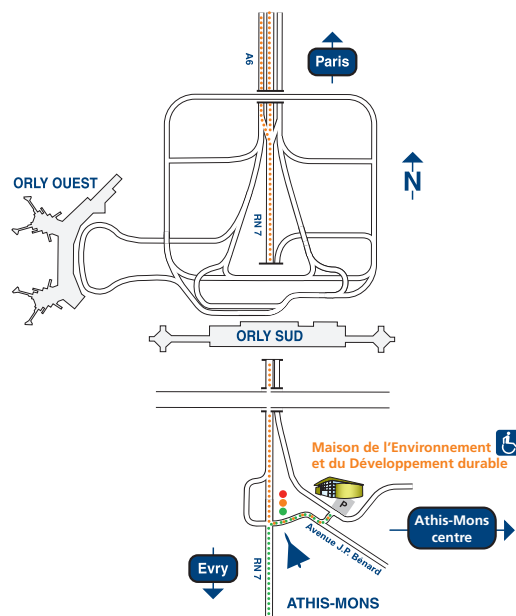 A6
Paris
N
ORLY OUEST
RN 7
ORLY SUD
Maison de l'Environnement
et du Développement durable
P
Athis-Mons
centre
Avenue J.P. Bénard
Evry
RN 7
ATHIS-MONS